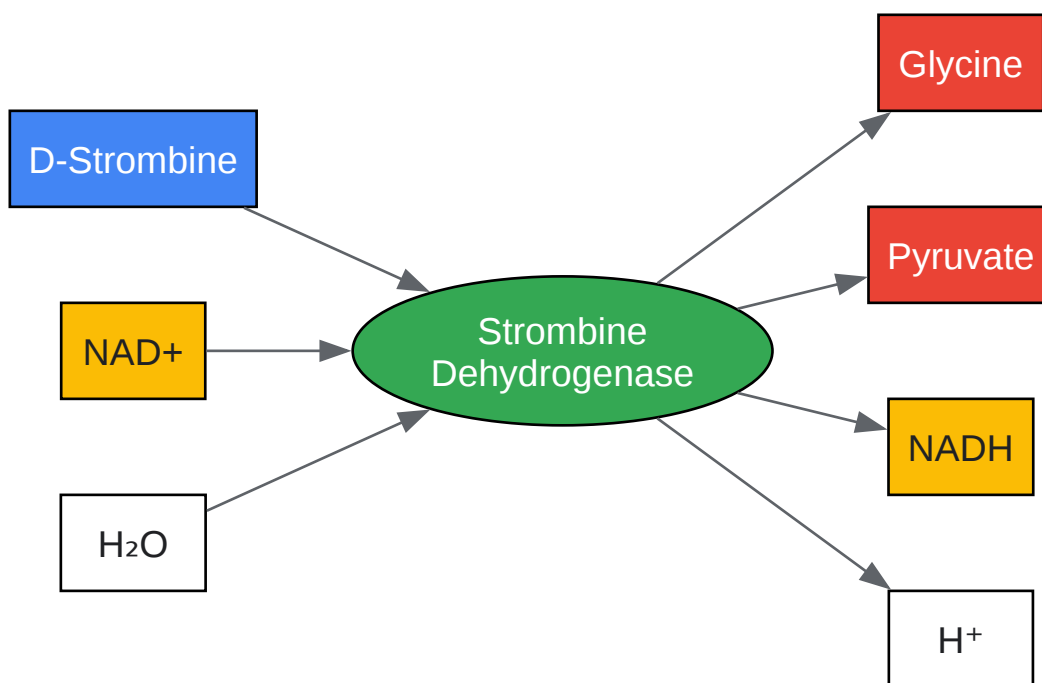 Glycine
D-Strombine
Pyruvate
Strombine
Dehydrogenase
NAD+
NADH
H₂O
H⁺